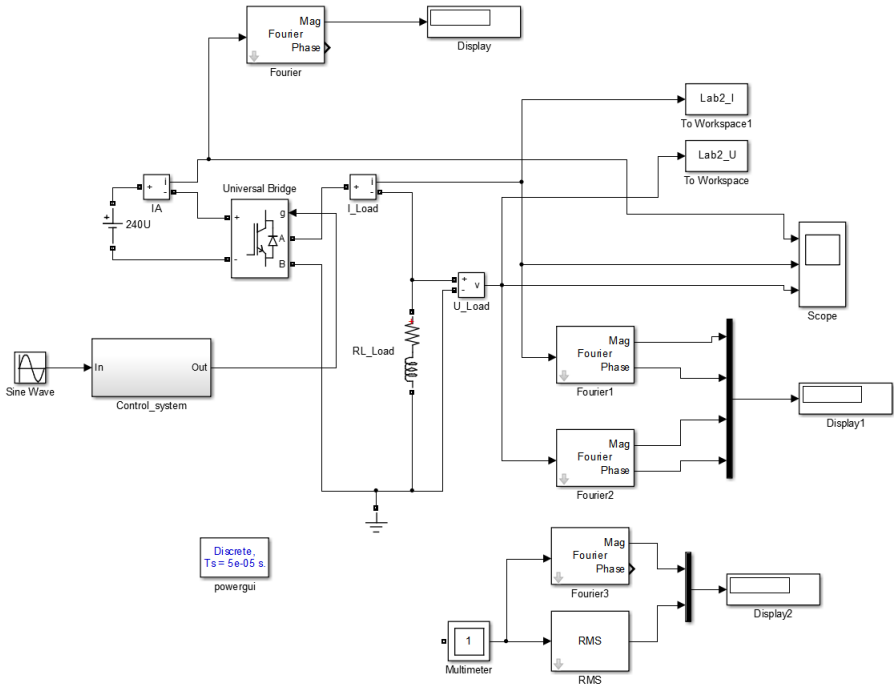 Mag
Fourier
Phase
Fourier
Display
Lab2_I
To Workspace1
Lab2_U
To Workspace
+
i
-
IA
Universal Bridge
+
i
-
I_Load
+
240U
+
-
g
A
B
+
-
v
U_Load
Scope
RL_Load
+
In
Out
Sine Wave
Control_system
Mag
Fourier
Phase
Fourier1
Display1
Mag
Fourier
Phase
Fourier2
Discrete,
Ts = 5e-05 s.
powergui
Mag
Fourier
Phase
Fourier3
Display2
1
Multimeter
RMS
RMS